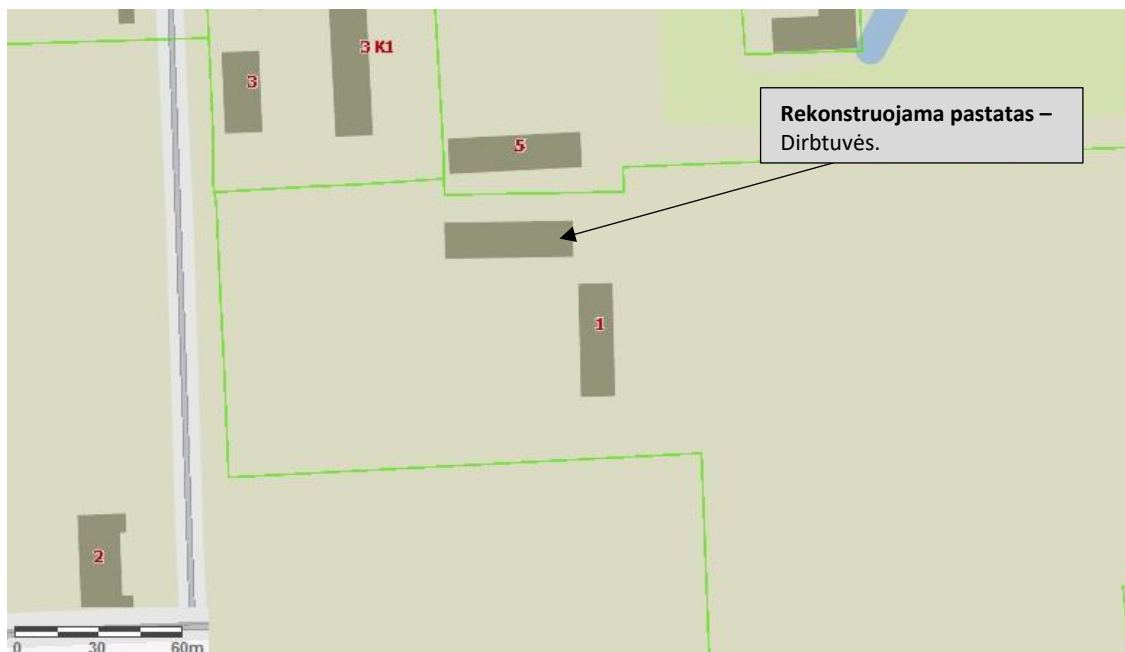 3 K1
3
Rekonstruojama pastatas –
Dirbtuvės.
5
1
2
0 30 60m